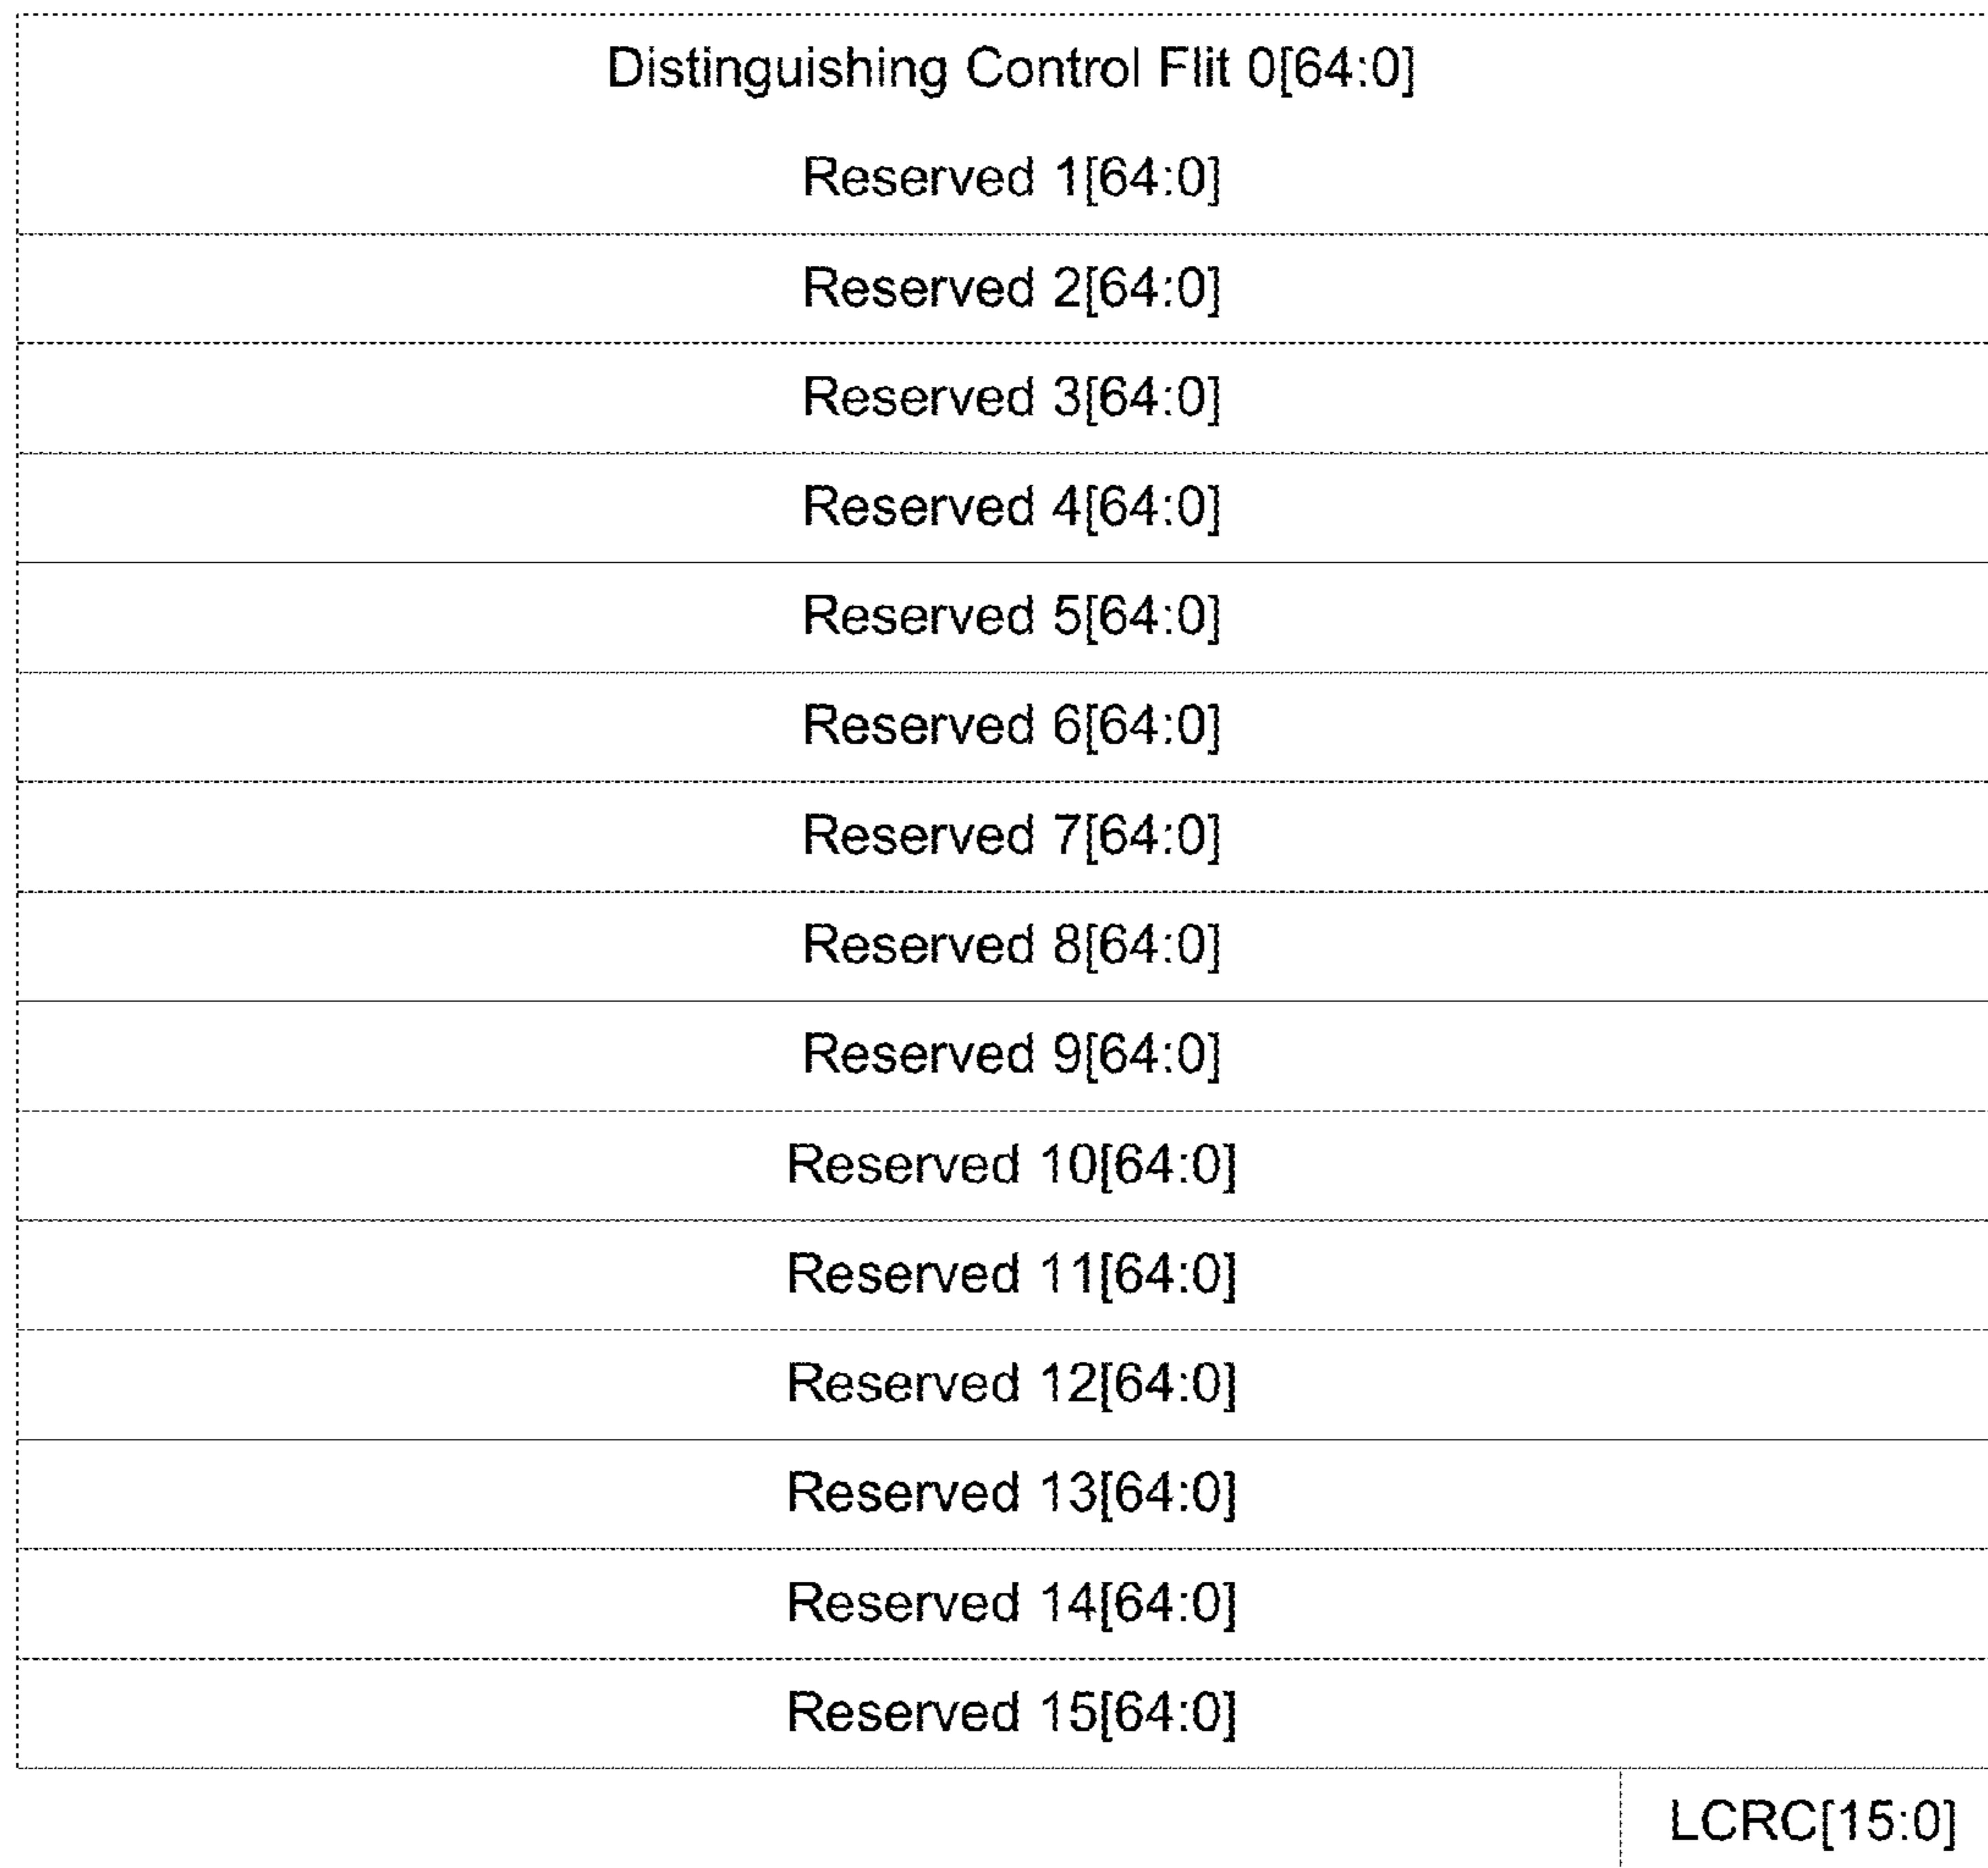 Distinguishing Control Flit 0[64:0]
Reserved 1[64:0]
Reserved 2[64:0]
Reserved 3[64:0]
Reserved 4[64:0]
Reserved 5[64:0]
Reserved 6[64:0]
Reserved 7[64:0]
Reserved 8[64:0]
Reserved 9[64:0]
Reserved 10[64:0]
Reserved 11[64:0]
Reserved 12[64:0]
Reserved 13[64:0]
Reserved 14[64:0]
Reserved 15[64:0]
LCRC[15:0]